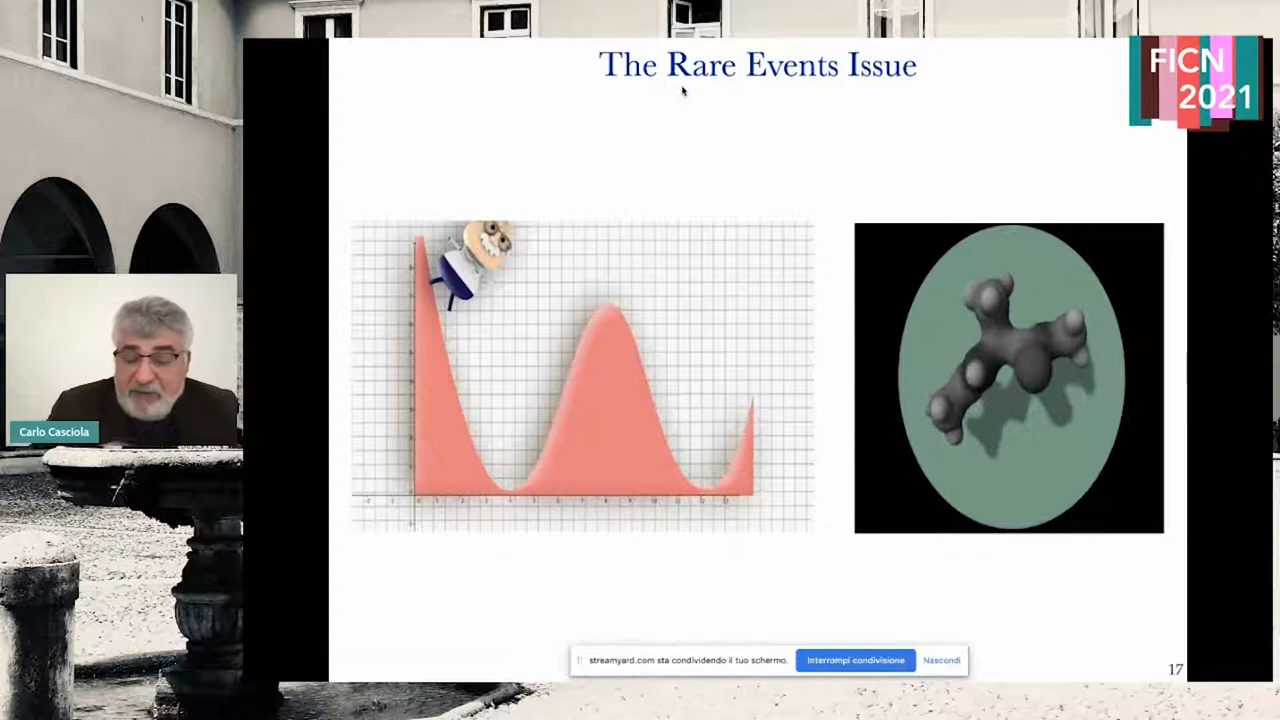 The Rare Events Issue
FICN
2021
Carlo Casciola
streamyard.com sta condividendo il tuo schermo.
Interrompi condivisione
Nascondi
17